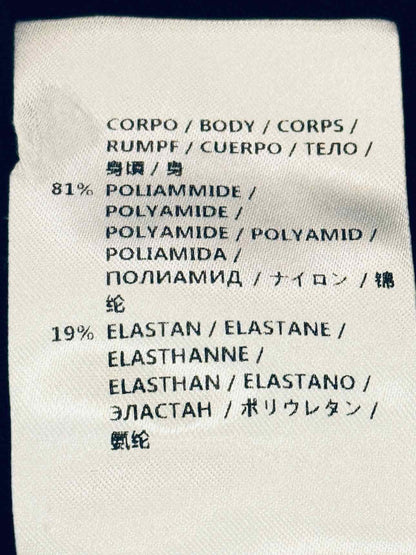 CORPO / BODY / CORPS /
RUMPF / CUERPO / ТЕЛО /
身頃 / 身
81% POLIAMMIDE /
POLYAMIDE /
POLYAMIDE / POLYAMID /
POLIAMIDA /
ПОЛИАМИД / ナイロン / 锦
纶
19% ELASTAN / ELASTANE /
ELASTHANNE /
ELASTHAN / ELASTANO /
ЭЛАСТАН / ポリウレタン /
氨纶